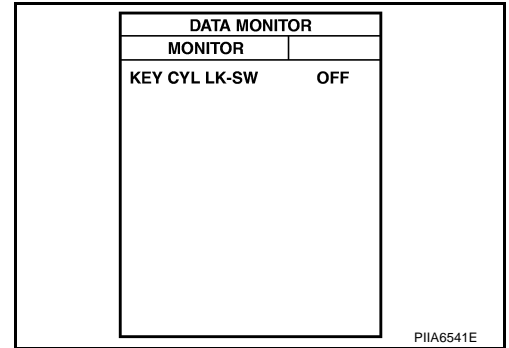 DATA MONITOR
MONITOR
KEY CYL LK-SW OFF
PIIA6541E